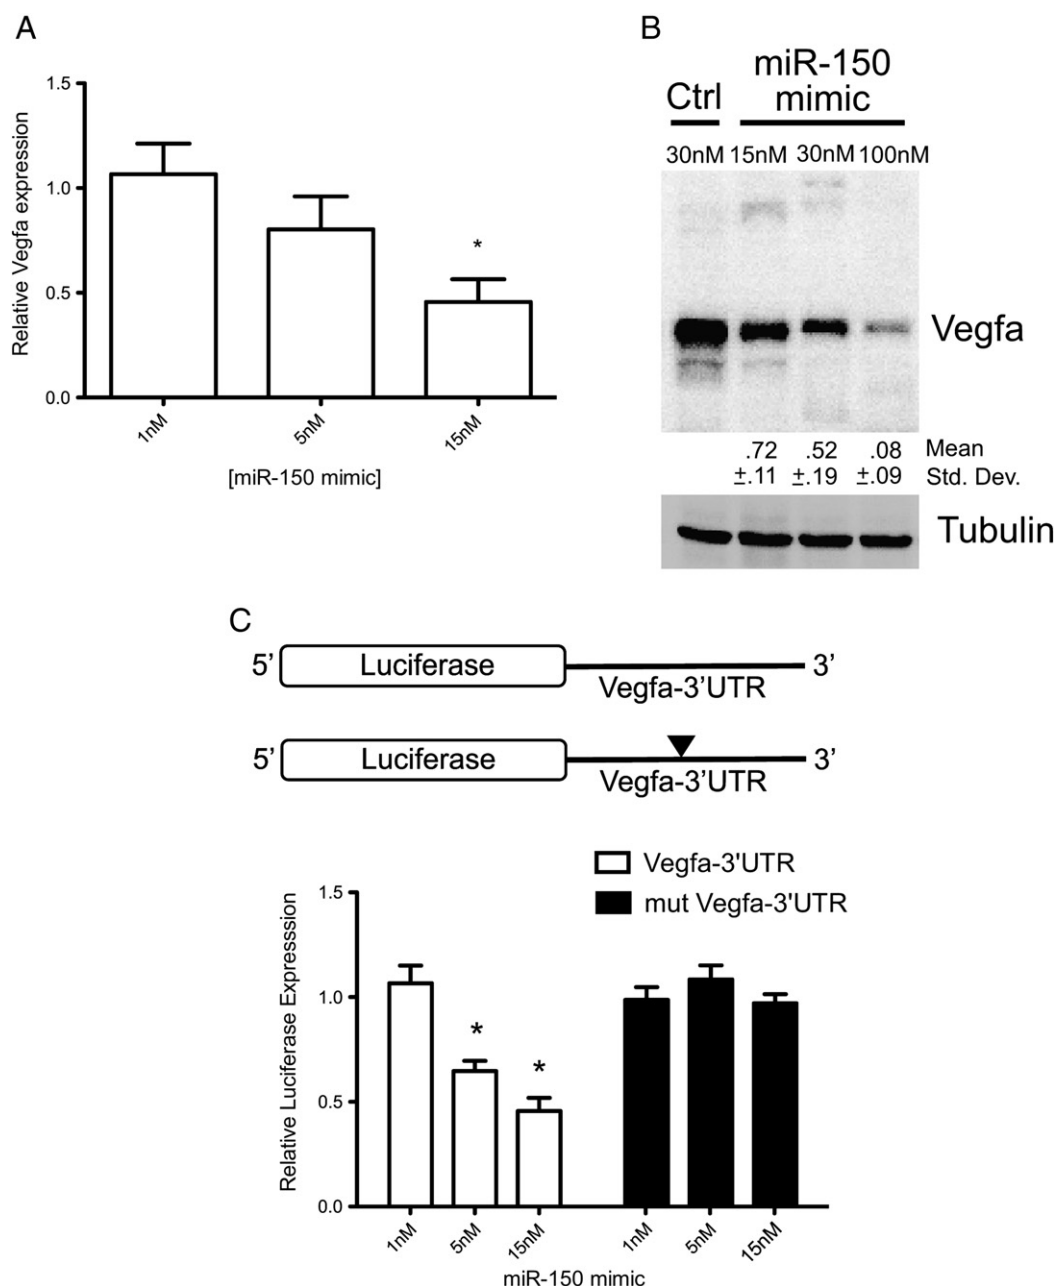 A
Relative Vegfa expression
1.5
1.0
0.5
0.0
*
1nM
5nM
15nM
[miR-150 mimic]
B
Ctrl
miR-150
mimic
30nM 15nM 30nM 100nM
Vegfa
.72 .52 .08 Mean
±.11 ±.19 ±.09 Std. Dev.
Tubulin
C
5’ Luciferase 3’
Vegfa-3’UTR
5’ Luciferase 3’
Vegfa-3’UTR
Vegfa-3'UTR
mut Vegfa-3'UTR
Relative Luciferase Expresssion
1.5
1.0
0.5
0.0
*
*
1nM
5nM
15nM
1nM
5nM
15nM
miR-150 mimic